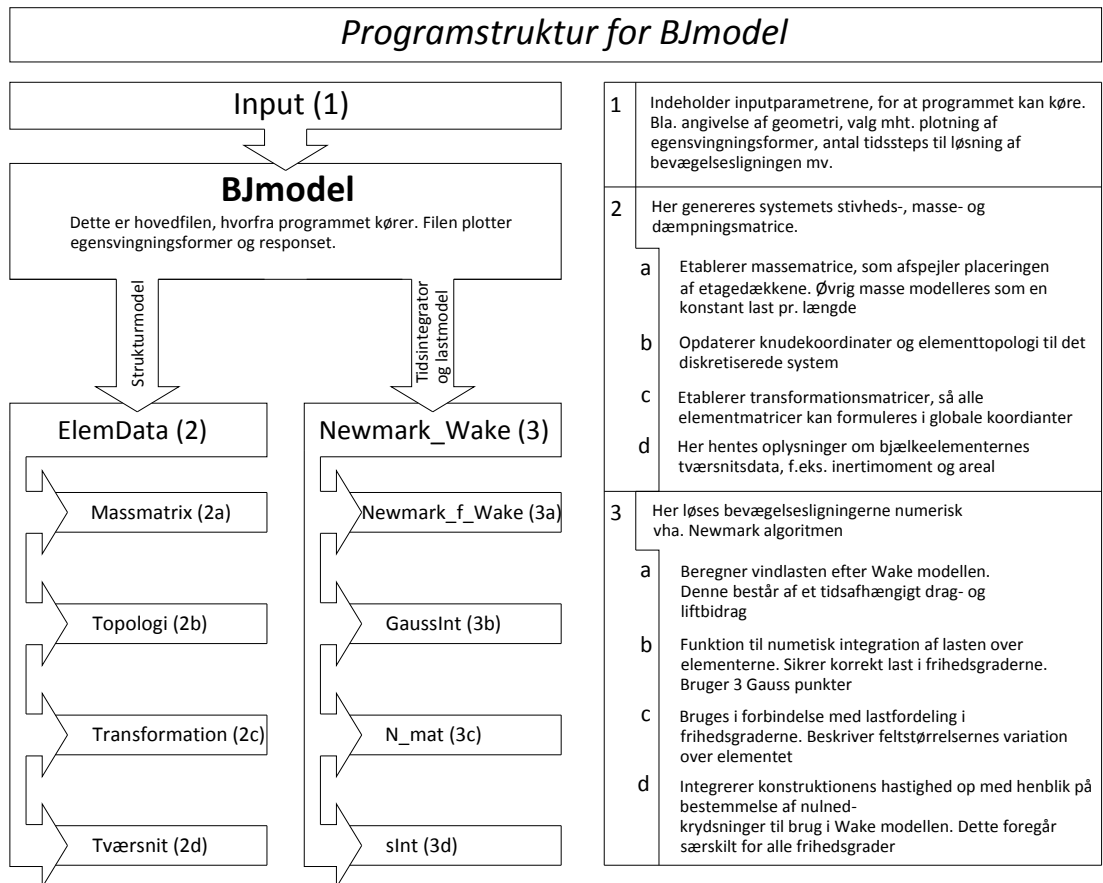 Programstruktur for BJmodel
Input (1)
BJmodel
Dette er hovedfilen, hvorfra programmet kører. Filen plotter
egensvingningsformer og responset.
Strukturmodel
Tidsintegrator
og lastmodel
ElemData (2)
Massmatrix (2a)
Topologi (2b)
Transformation (2c)
Tværsnit (2d)
Newmark_Wake (3)
Newmark_f_Wake (3a)
GaussInt (3b)
N_mat (3c)
sInt (3d)
1
Indeholder inputparametrene, for at programmet kan køre.
Bla. angivelse af geometri, valg mht. plotning af
egensvingningsformer, antal tidssteps til løsning af
bevægelsesligningen mv.
2
Her genereres systemets stivheds-, masse- og
dæmpningsmatrice.
a
Etablerer massematrice, som afspejler placeringen
af etagedækkene. Øvrig masse modelleres som en
konstant last pr. længde
b
Opdaterer knudekoordinater og elementtopologi til det
diskretiserede system
c
Etablerer transformationsmatricer, så alle
elementmatricer kan formuleres i globale koordianter
d
Her hentes oplysninger om bjælkeelementernes
tværsnitsdata, f.eks. inertimoment og areal
3
Her løses bevægelsesligningerne numerisk
vha. Newmark algoritmen
a
Beregner vindlasten efter Wake modellen.
Denne består af et tidsafhængigt drag- og
liftbidrag
b
Funktion til numetisk integration af lasten over
elementerne. Sikrer korrekt last i frihedsgraderne.
Bruger 3 Gauss punkter
c
Bruges i forbindelse med lastfordeling i
frihedsgraderne. Beskriver feltstørrelsernes variation
over elementet
d
Integrerer konstruktionens hastighed op med henblik på
bestemmelse af nulned-
krydsninger til brug i Wake modellen. Dette foregår
særskilt for alle frihedsgrader